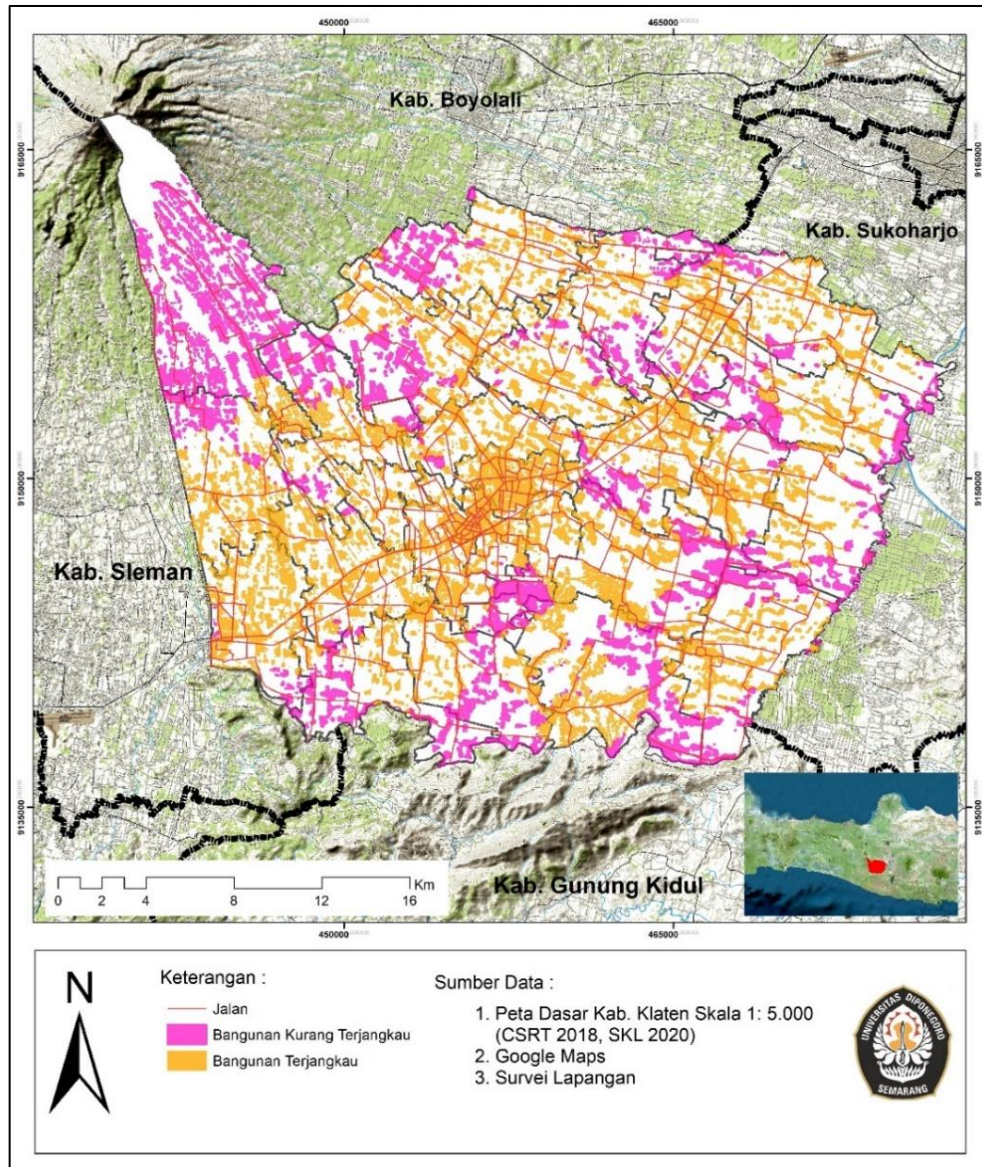 450000
465000
Kab. Boyolali
9165000
9165000
Kab. Sukoharjo
9150000
9150000
Kab. Sleman
9135000
9135000
Kab. Gunung Kidul
0 2 4 8 12 16 Km
450000
465000
N
Keterangan :
Jalan
Bangunan Kurang Terjangkau
Bangunan Terjangkau
Sumber Data :
1. Peta Dasar Kab. Klaten Skala 1: 5.000
(CSRT 2018, SKL 2020)
2. Google Maps
3. Survei Lapangan
UNIVERSITAS DIPONEGORO
SEMARANG